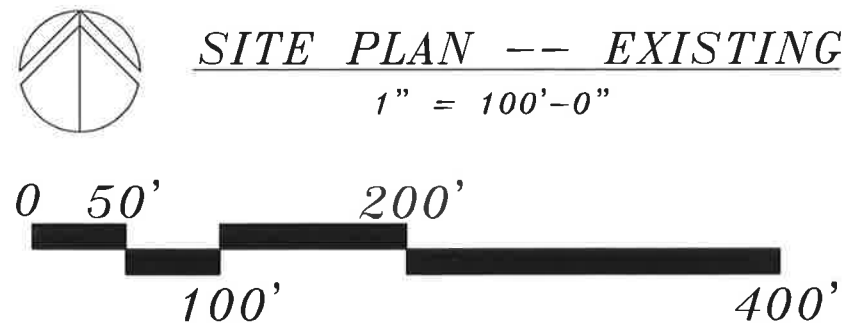 SITE PLAN -- EXISTING
1" = 100'-0"
0 50' 200'
100' 400'